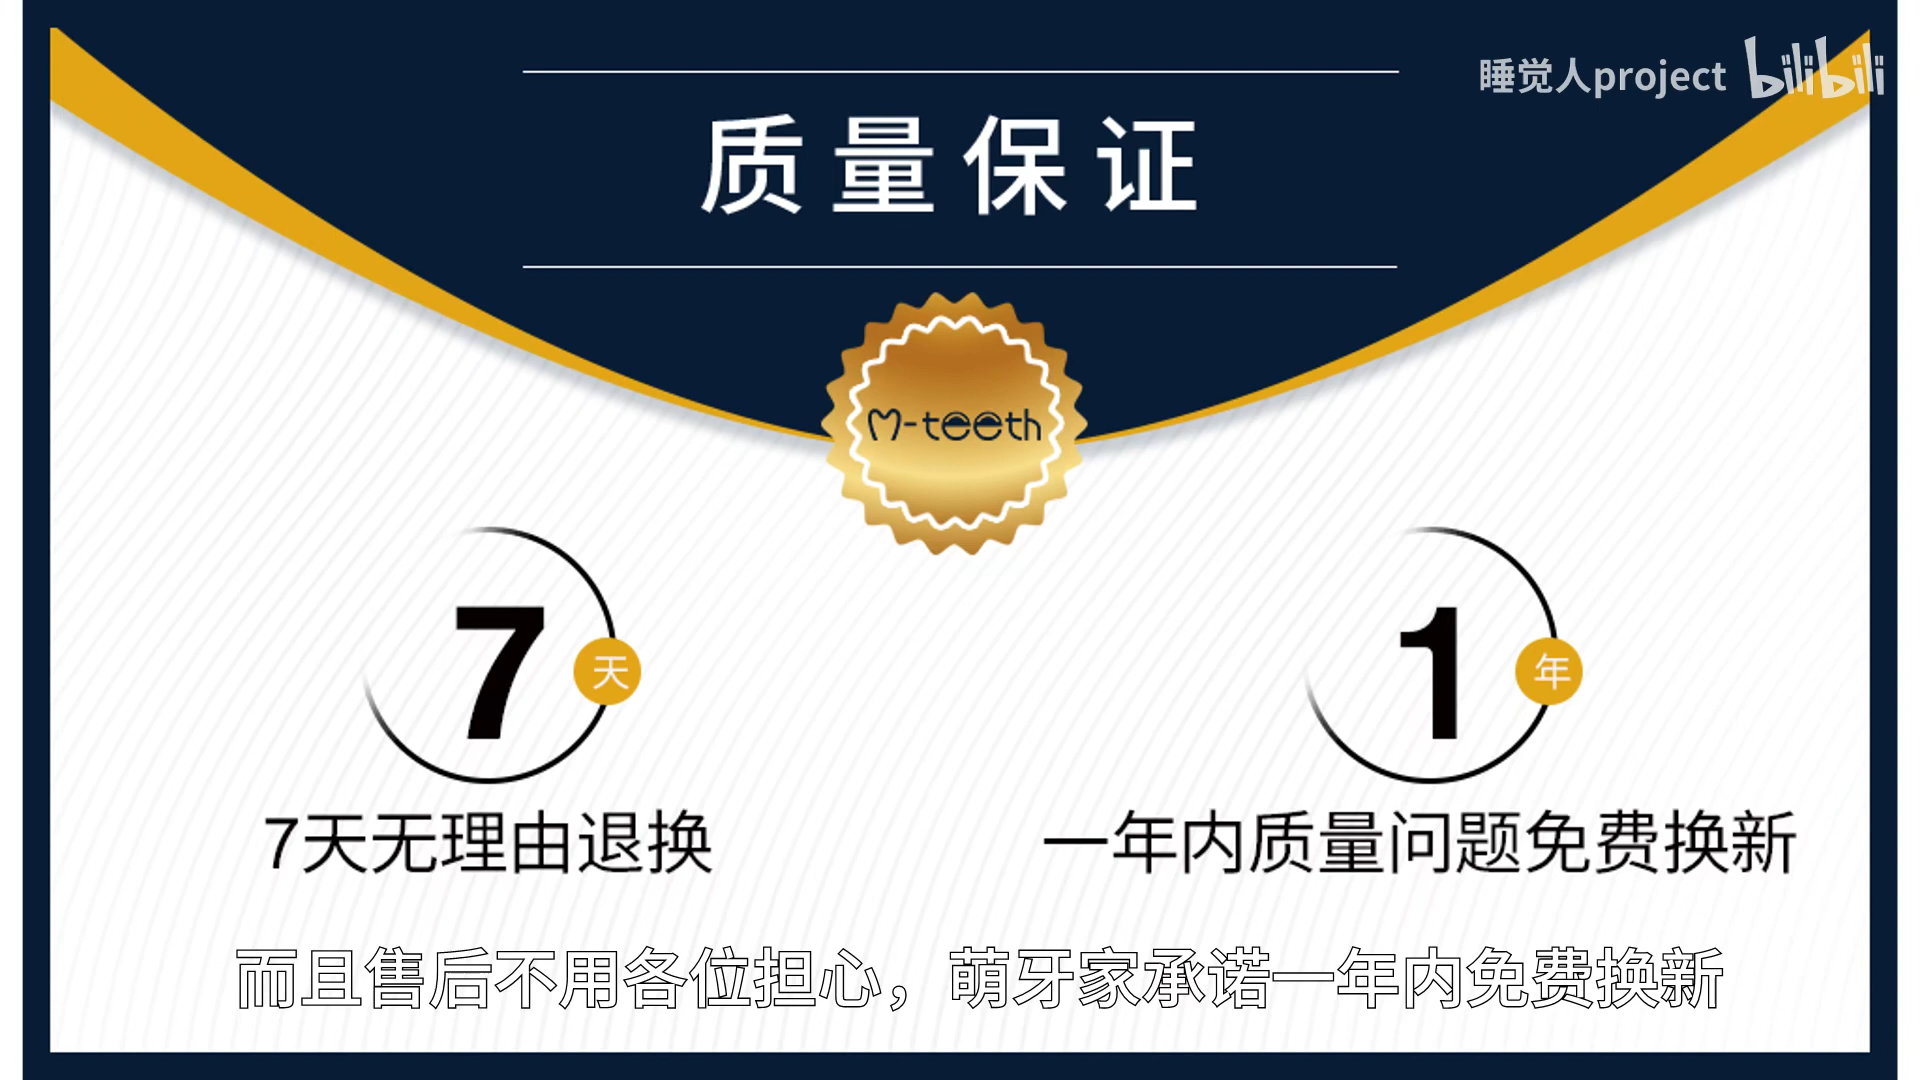 睡觉人project bilibili
质量保证
M-teeth
7天
1年
7天无理由退换
一年内质量问题免费换新
而且售后不用各位担心，萌牙家承诺一年内免费换新